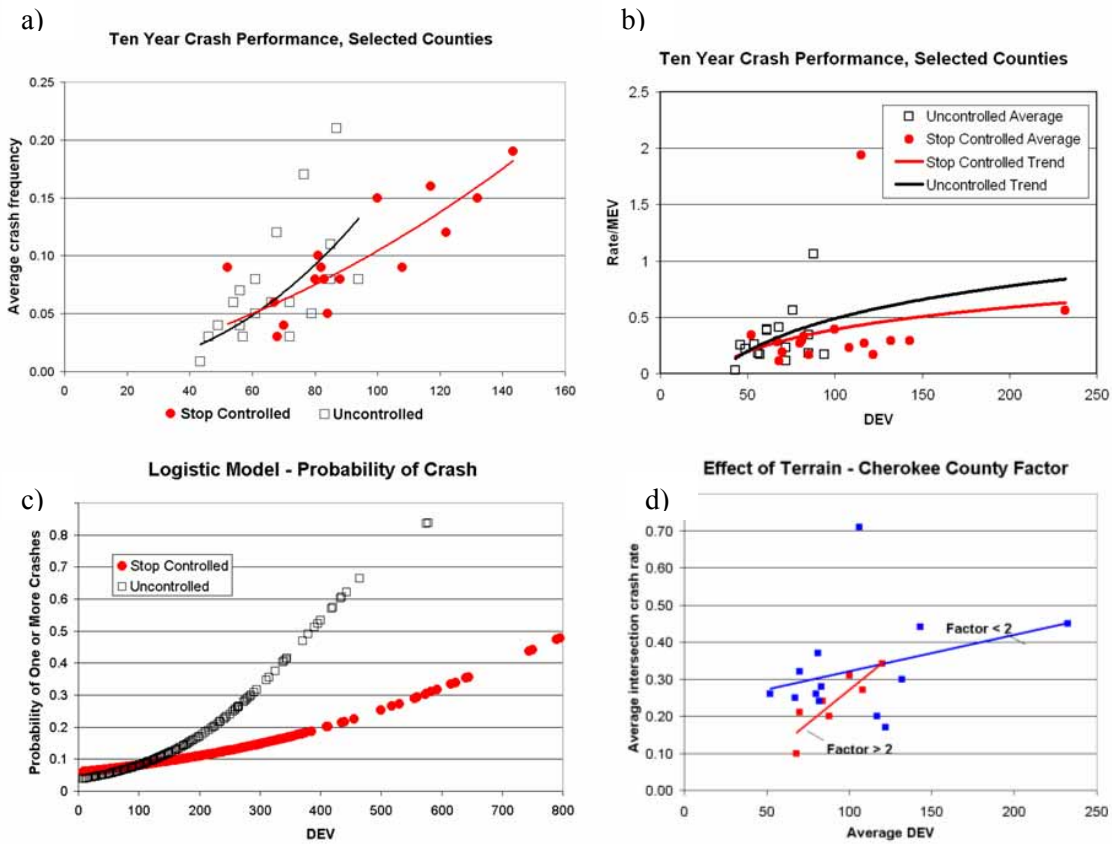 a)
Ten Year Crash Performance, Selected Counties
Average crash frequency
0.25
0.20
0.15
0.10
0.05
0.00
0 20 40 60 80 100 120 140 160
Stop Controlled Uncontrolled
b)
Ten Year Crash Performance, Selected Counties
Rate/MEV
2.5
2
1.5
1
0.5
0
Uncontrolled Average
Stop Controlled Average
Stop Controlled Trend
Uncontrolled Trend
0 50 100 150 200 250
DEV
c)
Logistic Model - Probability of Crash
Probability of One or More Crashes
0.8
0.7
0.6
0.5
0.4
0.3
0.2
0.1
0
Stop Controlled
Uncontrolled
0 100 200 300 400 500 600 700 800
DEV
d)
Effect of Terrain - Cherokee County Factor
Average intersection crash rate
0.70
0.60
0.50
0.40
0.30
0.20
0.10
0.00
Factor < 2
Factor > 2
0 50 100 150 200 250
Average DEV